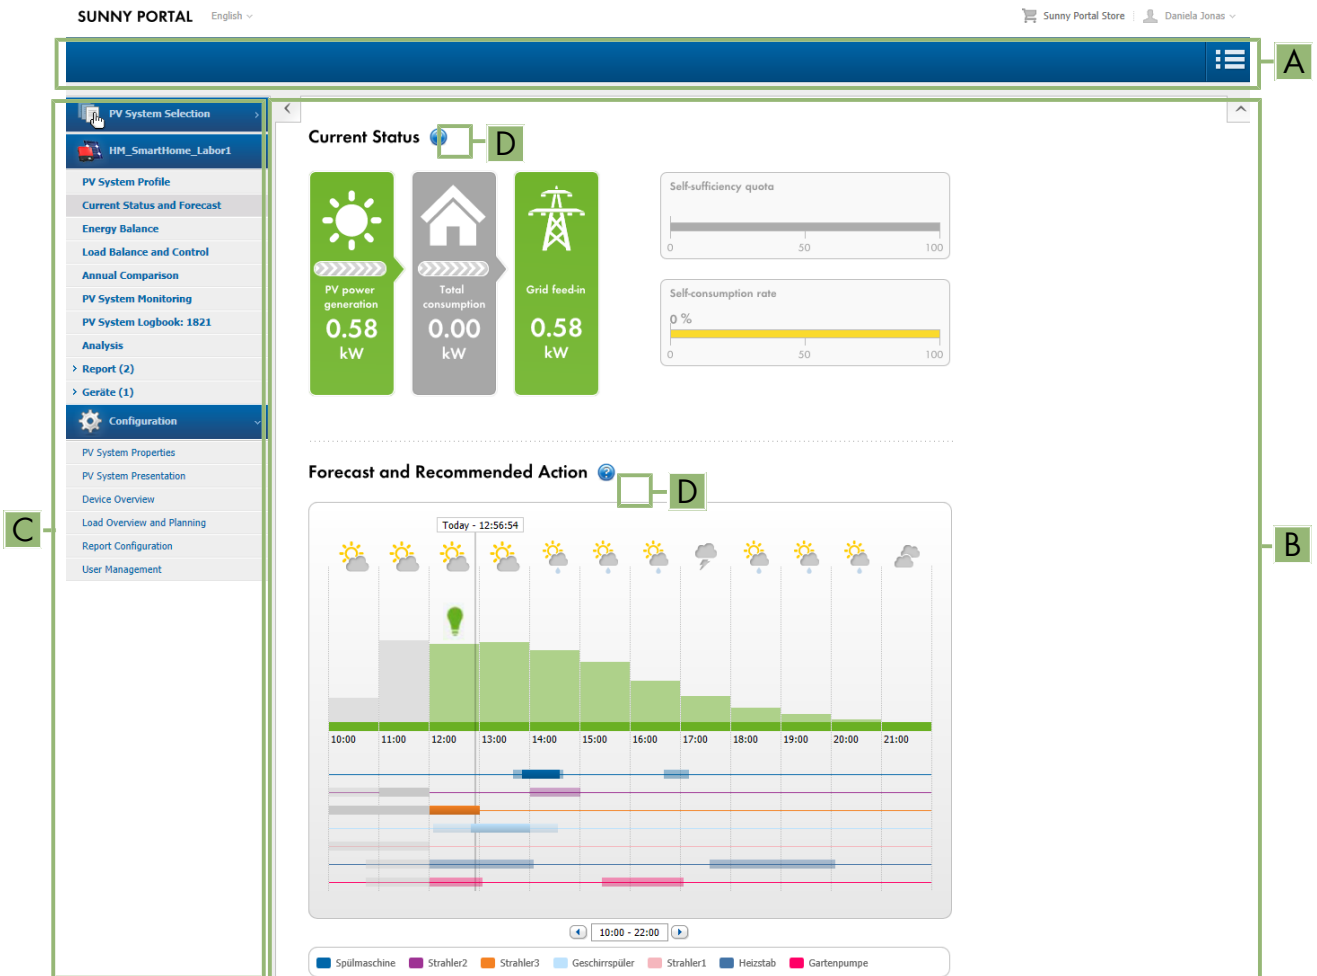 SUNNY PORTAL English
Sunny Portal Store Daniela Jonas
A
PV System Selection
HM_SmartHome_Labor1
PV System Profile
Current Status and Forecast
Energy Balance
Load Balance and Control
Annual Comparison
PV System Monitoring
PV System Logbook: 1821
Analysis
Report (2)
Geräte (1)
Configuration
PV System Properties
PV System Presentation
Device Overview
Load Overview and Planning
Report Configuration
User Management
C
Current Status ?
D
PV power generation
0.58
kW
Total consumption
0.00
kW
Grid feed-in
0.58
kW
Self-sufficiency quota
0 50 100
Self-consumption rate
0 %
0 50 100
Forecast and Recommended Action ?
D
B
Today - 12:56:54
10:00 11:00 12:00 13:00 14:00 15:00 16:00 17:00 18:00 19:00 20:00 21:00
10:00 - 22:00
Spülmaschine Strahler2 Strahler3 Geschirrspüler Strahler1 Heizstab Gartenpumpe